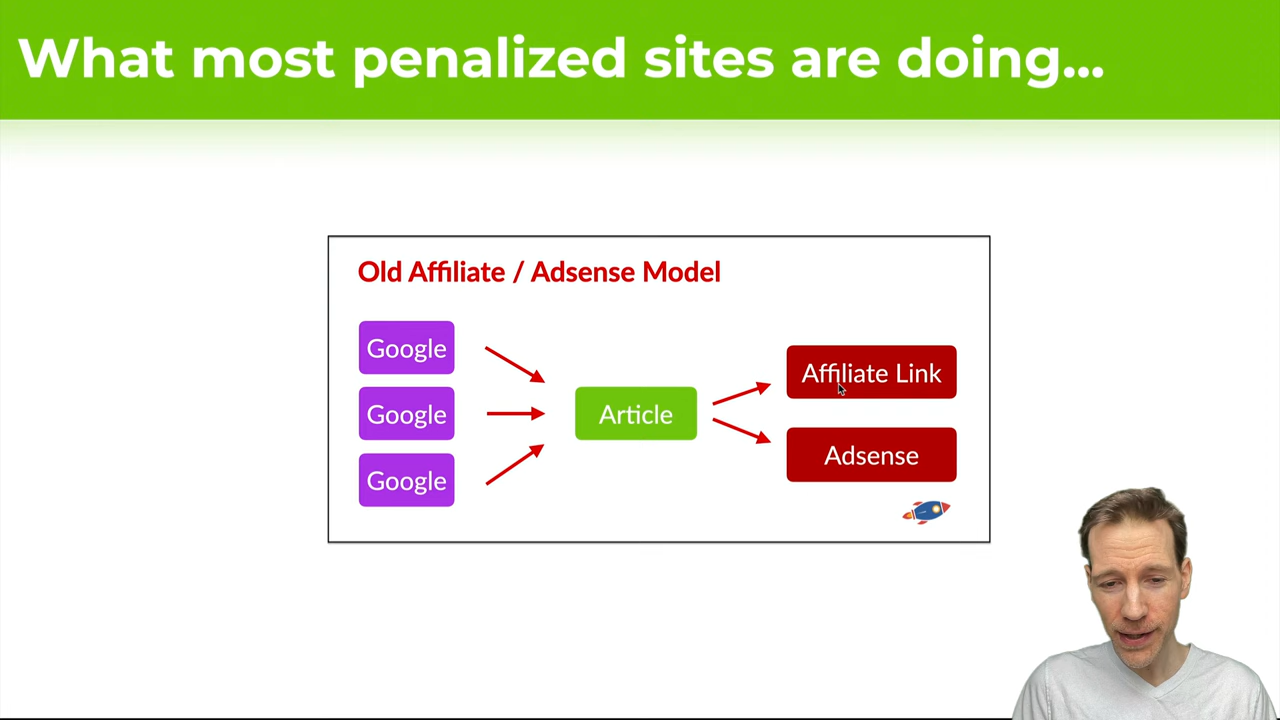 What most penalized sites are doing...
Old Affiliate / Adsense Model
Google
Google
Google
Article
Affiliate Link
Adsense